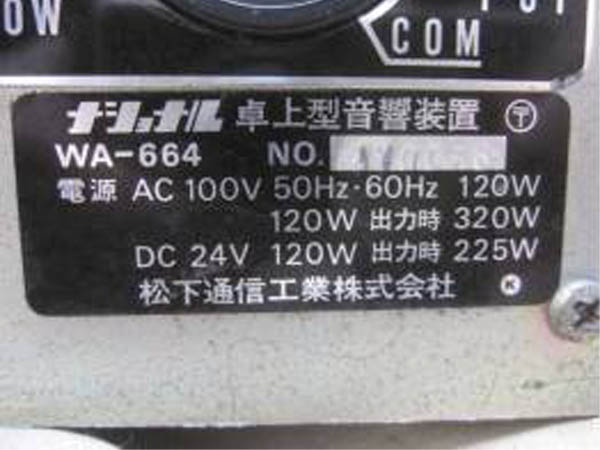 OW
COM
ナショナル 卓上型音響装置 〒
WA-664 NO.
電源 AC 100V 50Hz·60Hz 120W
120W 出力時 320W
DC 24V 120W 出力時 225W
松下通信工業株式会社 K